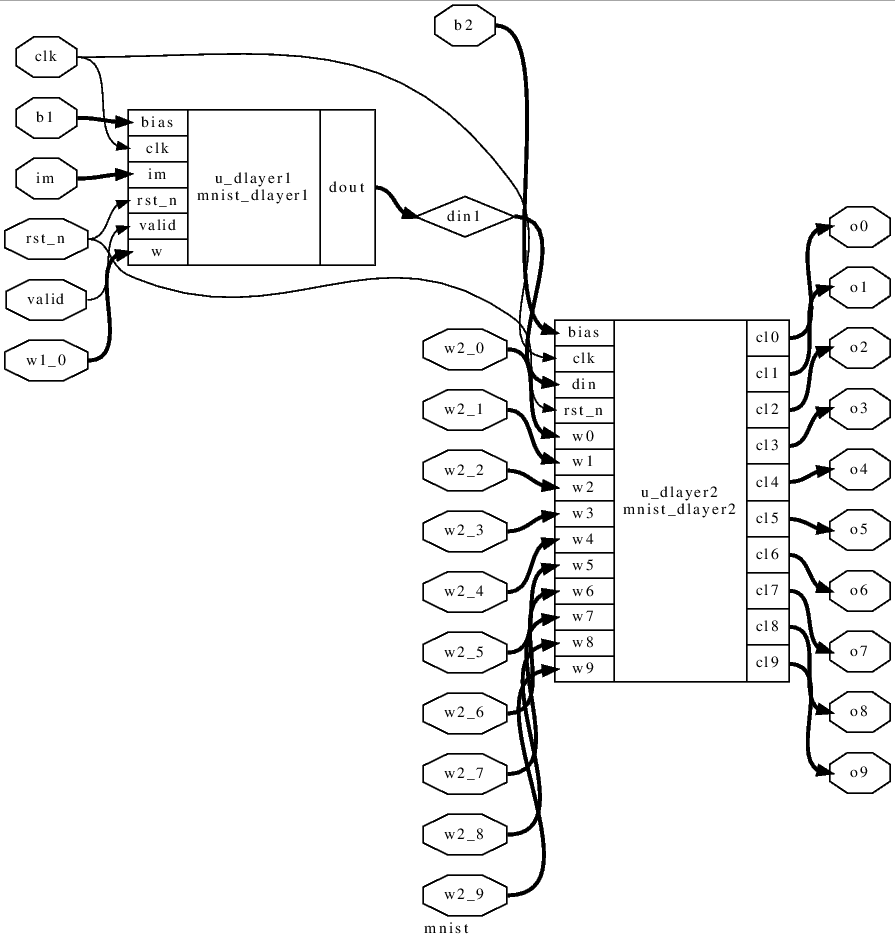 b2
clk
b1
im
rst_n
valid
w1_0
bias
clk
im
rst_n
valid
w
u_dlayer1
mnist_dlayer1
dout
din1
w2_0
w2_1
w2_2
w2_3
w2_4
w2_5
w2_6
w2_7
w2_8
w2_9
bias
clk
din
rst_n
w0
w1
w2
w3
w4
w5
w6
w7
w8
w9
u_dlayer2
mnist_dlayer2
cl0
cl1
cl2
cl3
cl4
cl5
cl6
cl7
cl8
cl9
o0
o1
o2
o3
o4
o5
o6
o7
o8
o9
mnist